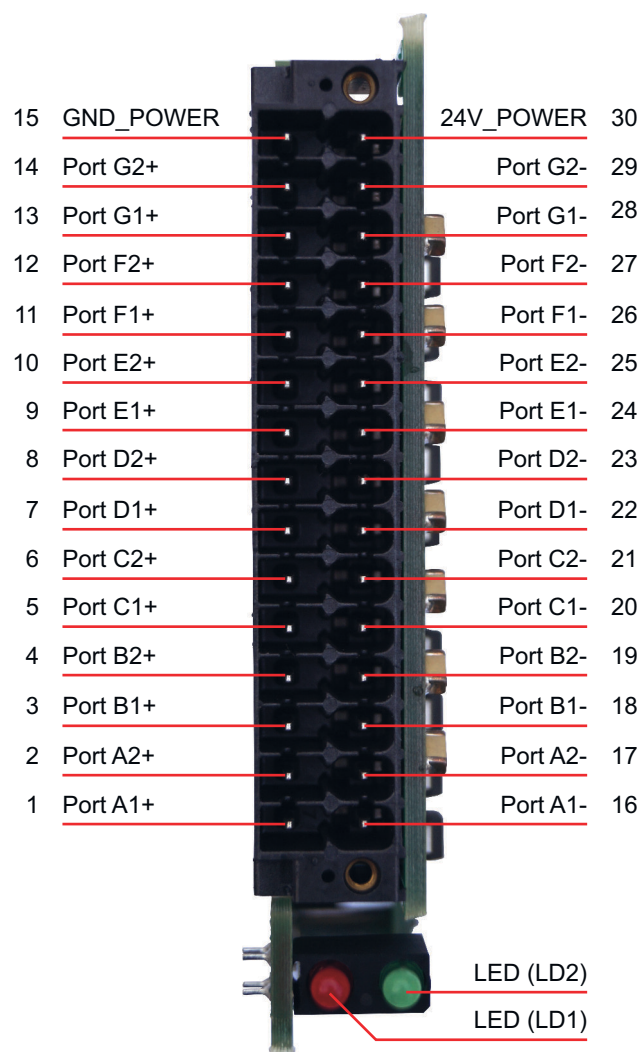 15 GND_POWER 24V_POWER 30
14 Port G2+ Port G2- 29
13 Port G1+ Port G1- 28
12 Port F2+ Port F2- 27
11 Port F1+ Port F1- 26
10 Port E2+ Port E2- 25
9 Port E1+ Port E1- 24
8 Port D2+ Port D2- 23
7 Port D1+ Port D1- 22
6 Port C2+ Port C2- 21
5 Port C1+ Port C1- 20
4 Port B2+ Port B2- 19
3 Port B1+ Port B1- 18
2 Port A2+ Port A2- 17
1 Port A1+ Port A1- 16
LED (LD2)
LED (LD1)